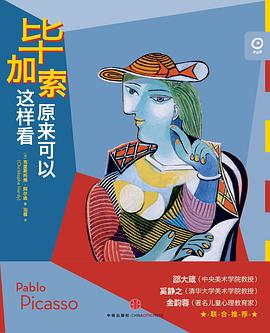 毕
加索
原来可以
这样看
邵大箴（中央美术学院教授）
奚静之（清华大学美术学院教授）
金韵蓉（著名儿童心理教育家）
★联·合·推·荐★
Pablo
Picasso
中信出版社·CHINACITICPRESS